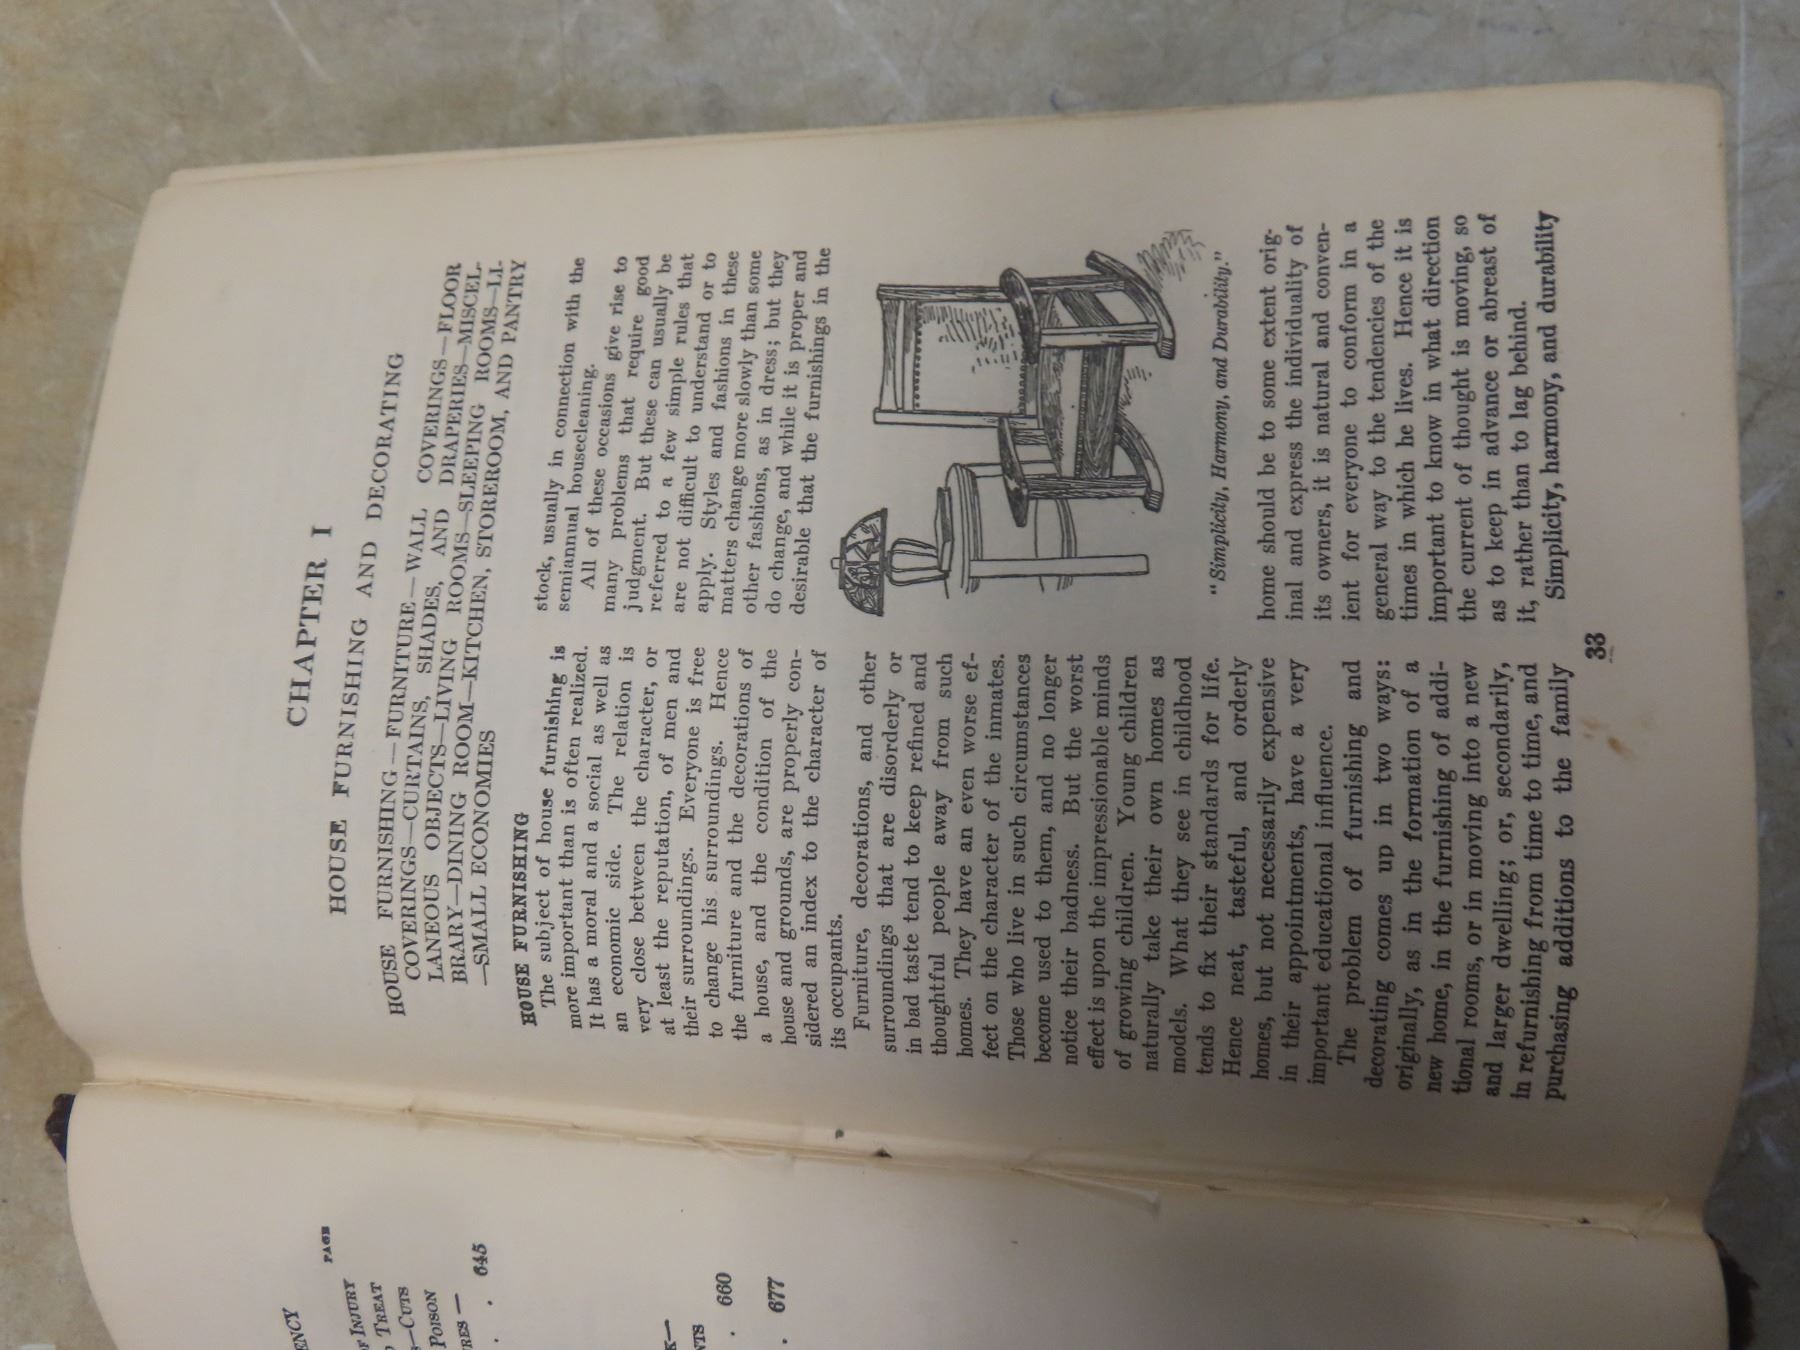 ENCY
PAGE
OF INJURY
, TREAT
—CUTS
POISON
URES —
. . 645
K—
NTS
. 660
. 677
CHAPTER I
HOUSE FURNISHING AND DECORATING
HOUSE FURNISHING—FURNITURE—WALL COVERINGS—FLOOR
COVERINGS—CURTAINS, SHADES, AND DRAPERIES—MISCEL-
LANEOUS OBJECTS—LIVING ROOMS—SLEEPING ROOMS—LI-
BRARY—DINING ROOM—KITCHEN, STOREROOM, AND PANTRY
—SMALL ECONOMIES
HOUSE FURNISHING
The subject of house furnishing is
more important than is often realized.
It has a moral and a social as well as
an economic side. The relation is
very close between the character, or
at least the reputation, of men and
their surroundings. Everyone is free
to change his surroundings. Hence
the furniture and the decorations of
a house, and the condition of the
house and grounds, are properly con-
sidered an index to the character of
its occupants.
Furniture, decorations, and other
surroundings that are disorderly or
in bad taste tend to keep refined and
thoughtful people away from such
homes. They have an even worse ef-
fect on the character of the inmates.
Those who live in such circumstances
become used to them, and no longer
notice their badness. But the worst
effect is upon the impressionable minds
of growing children. Young children
naturally take their own homes as
models. What they see in childhood
tends to fix their standards for life.
Hence neat, tasteful, and orderly
homes, but not necessarily expensive
in their appointments, have a very
important educational influence.
The problem of furnishing and
decorating comes up in two ways:
originally, as in the formation of a
new home, in the furnishing of addi-
tional rooms, or in moving into a new
and larger dwelling; or, secondarily,
in refurnishing from time to time, and
purchasing additions to the family
stock, usually in connection with the
semiannual housecleaning.
All of these occasions give rise to
many problems that require good
judgment. But these can usually be
referred to a few simple rules that
are not difficult to understand or to
apply. Styles and fashions in these
matters change more slowly than some
other fashions, as in dress; but they
do change, and while it is proper and
desirable that the furnishings in the
"Simplicity, Harmony, and Durability."
home should be to some extent orig-
inal and express the individuality of
its owners, it is natural and conven-
ient for everyone to conform in a
general way to the tendencies of the
times in which he lives. Hence it is
important to know in what direction
the current of thought is moving, so
as to keep in advance or abreast of
it, rather than to lag behind.
Simplicity, harmony, and durability
33